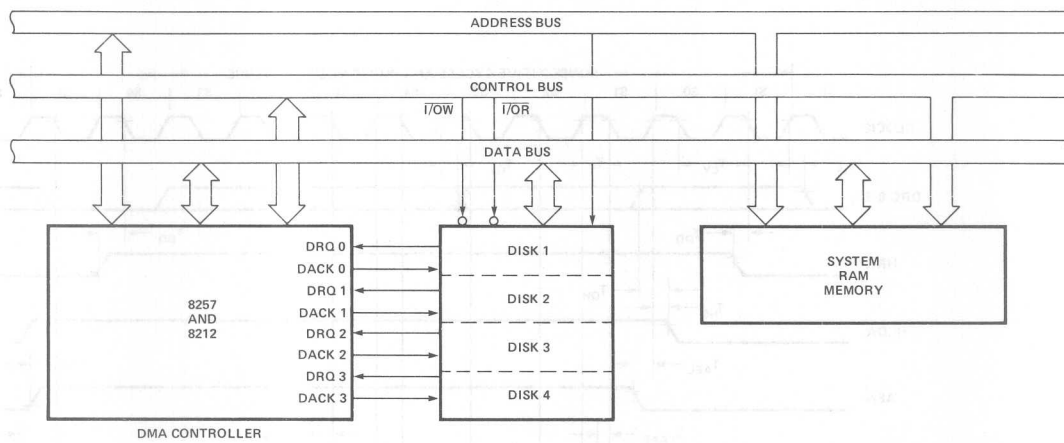 ADDRESS BUS
CONTROL BUS
I/OW I/OR
DATA BUS
DRQ 0
DACK 0
DRQ 1
DACK 1
DRQ 2
DACK 2
DRQ 3
DACK 3
8257
AND
8212
DISK 1
DISK 2
DISK 3
DISK 4
SYSTEM
RAM
MEMORY
DMA CONTROLLER